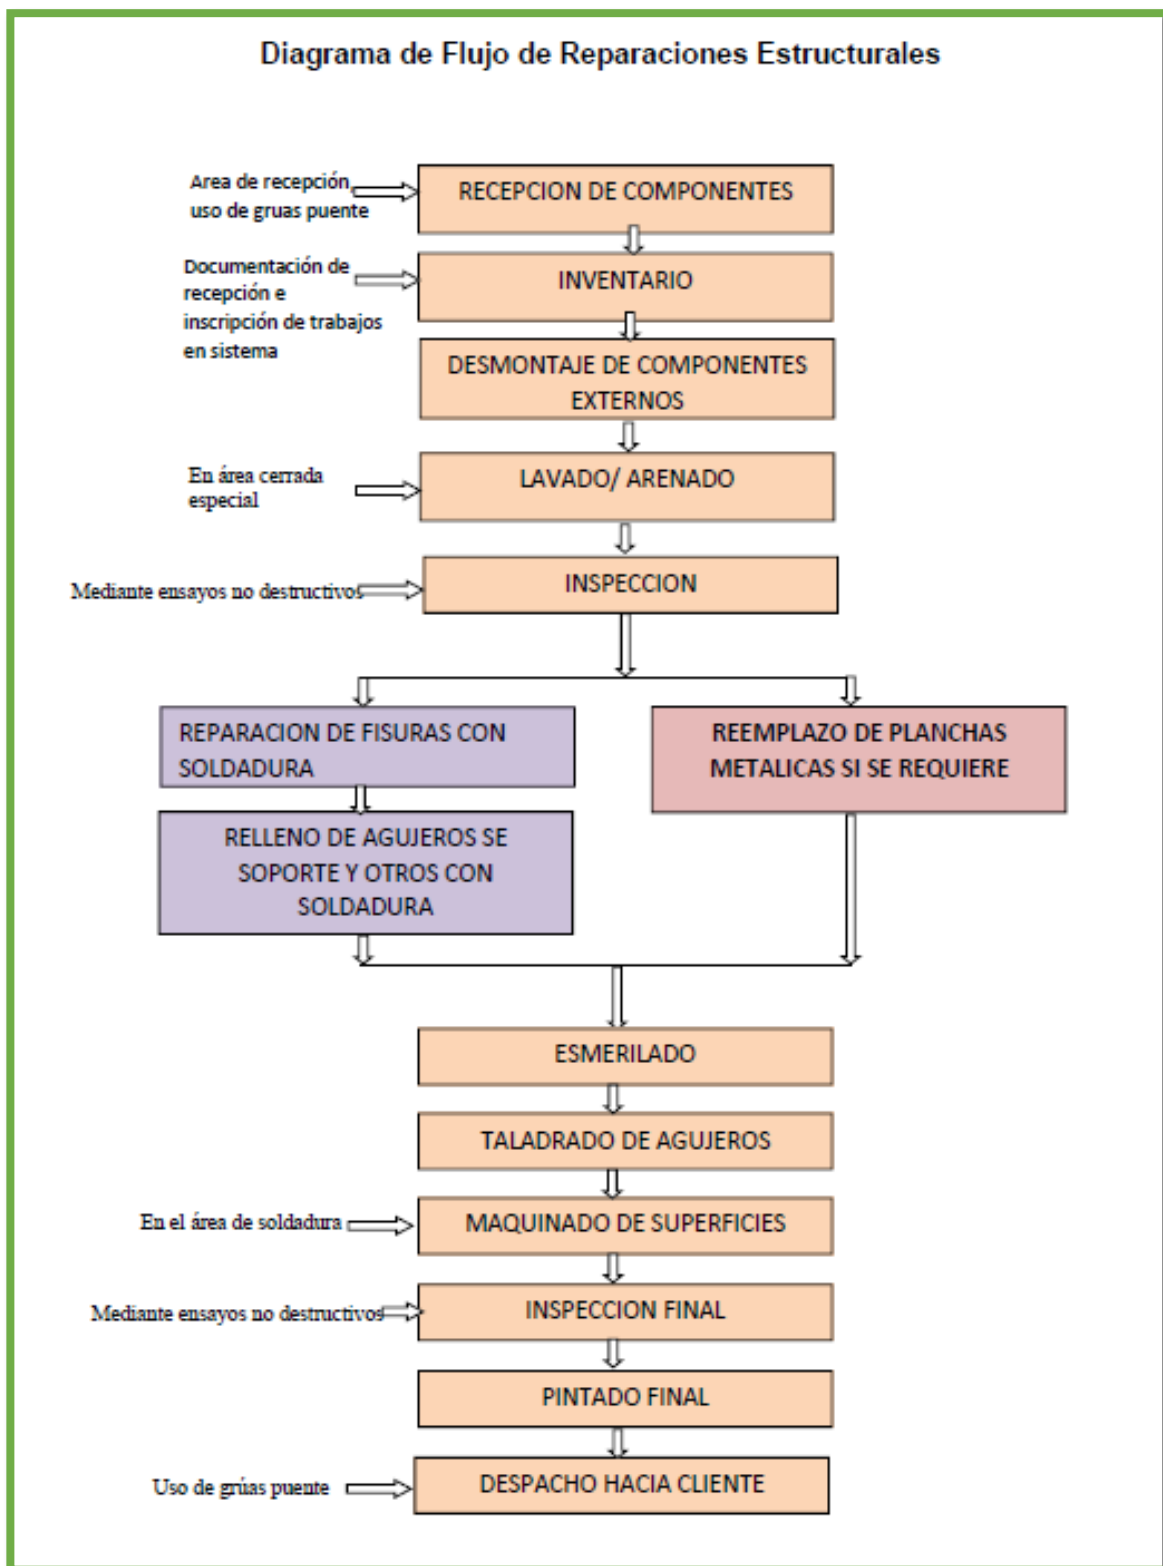 Diagrama de Flujo de Reparaciones Estructurales
Area de recepción,
uso de gruas puente
RECEPCION DE COMPONENTES
Documentación de
recepción e
inscripción de trabajos
en sistema
INVENTARIO
DESMONTAJE DE COMPONENTES
EXTERNOS
En área cerrada
especial
LAVADO/ ARENADO
Mediante ensayos no destructivos
INSPECCION
REPARACION DE FISURAS CON
SOLDADURA
REEMPLAZO DE PLANCHAS
METALICAS SI SE REQUIERE
RELLENO DE AGUJEROS SE
SOPORTE Y OTROS CON
SOLDADURA
ESMERILADO
TALADRADO DE AGUJEROS
En el área de soldadura
MAQUINADO DE SUPERFICIES
Mediante ensayos no destructivos
INSPECCION FINAL
PINTADO FINAL
Uso de grúas puente
DESPACHO HACIA CLIENTE